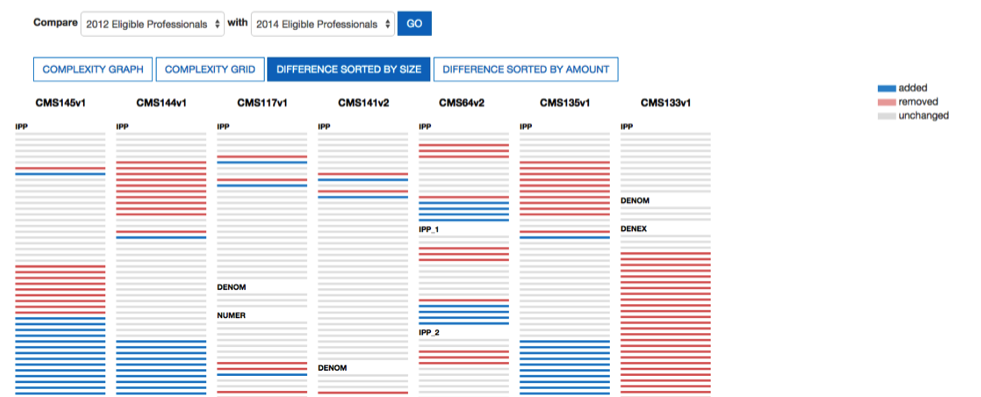 Compare 2012 Eligible Professionals with 2014 Eligible Professionals GO
COMPLEXITY GRAPH COMPLEXITY GRID DIFFERENCE SORTED BY SIZE DIFFERENCE SORTED BY AMOUNT
added
removed
unchanged
CMS145v1 CMS144v1 CMS117v1 CMS141v2 CMS64v2 CMS135v1 CMS133v1
IPP IPP IPP IPP IPP IPP IPP
DENOM
IPP_1 DENEX
DENOM
NUMER
IPP_2
DENOM